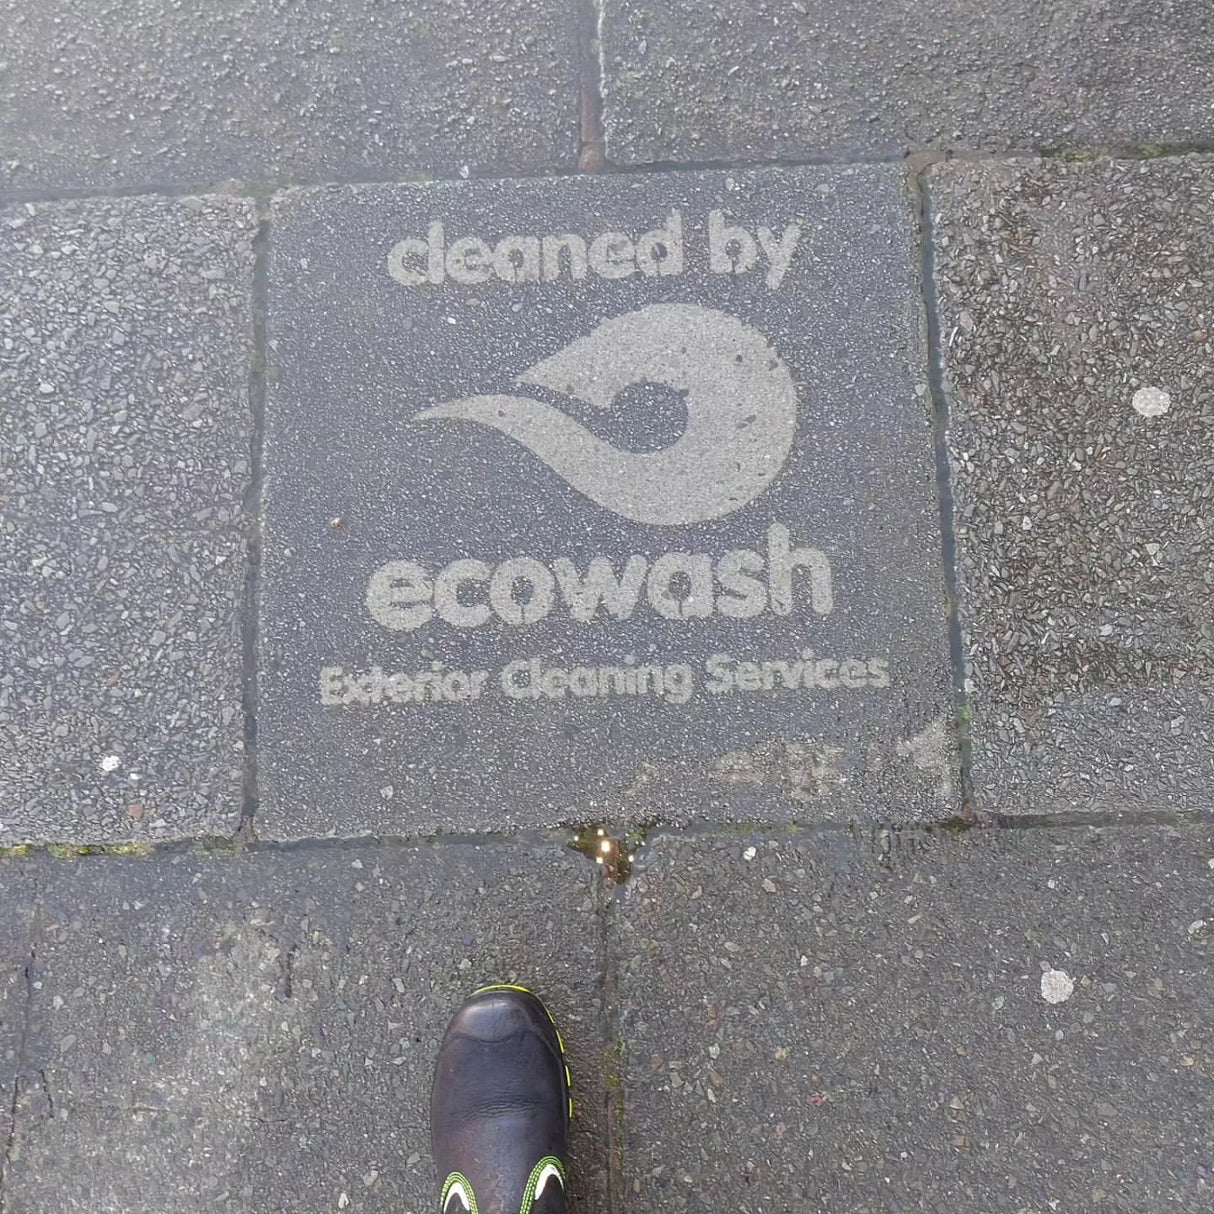 cleaned by
ecowash
Exterior Cleaning Services